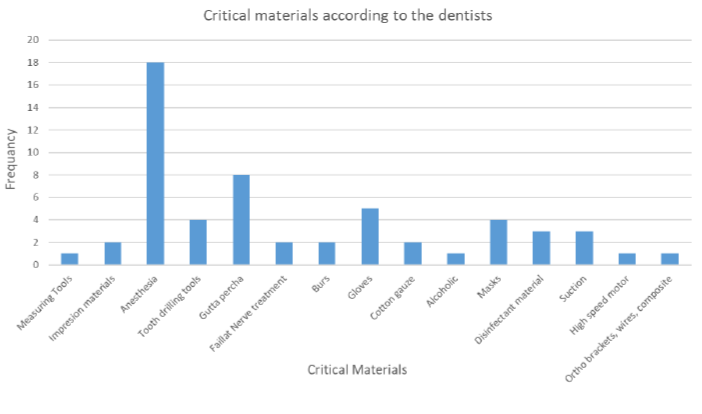 Critical materials according to the dentists
20
18
16
14
12
10
8
6
4
2
0
Frequancy
Measuring Tools
Impresion materials
Anesthesia
Tooth drilling tools
Gutta percha
Faillat Nerve treatment
Burs
Gloves
Cotton gauze
Alcoholic
Masks
Disinfectant material
Suction
High speed motor
Ortho brackets, wires, composite
Critical Materials